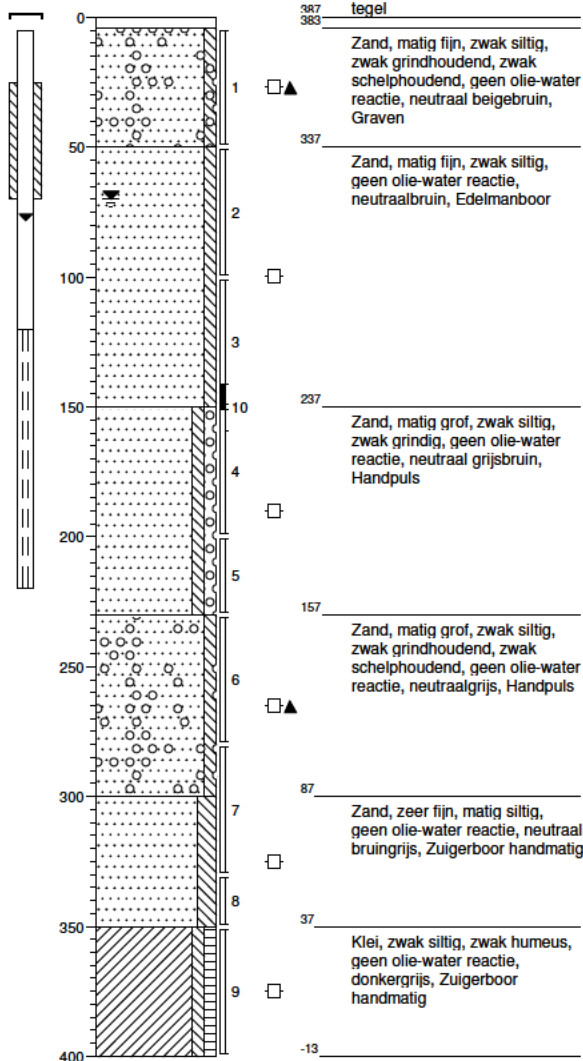 0
387
tegel
383
Zand, matig fijn, zwak siltig,
zwak grindhoudend, zwak
schelphoudend, geen olie-water
reactie, neutraal beigebruin,
Graven
1
50
337
Zand, matig fijn, zwak siltig,
geen olie-water reactie,
neutraalbruin, Edelmanboor
2
100
3
150
10
237
Zand, matig grof, zwak siltig,
zwak grindig, geen olie-water
reactie, neutraal grijsbruin,
Handpuls
4
200
5
157
Zand, matig grof, zwak siltig,
zwak grindhoudend, zwak
schelphoudend, geen olie-water
reactie, neutraalgrijs, Handpuls
250
6
300
87
7
Zand, zeer fijn, matig siltig,
geen olie-water reactie, neutraal
bruingrijs, Zuigerboor handmatig
8
350
37
Klei, zwak siltig, zwak humeus,
geen olie-water reactie,
donkergrijs, Zuigerboor
handmatig
9
400
-13